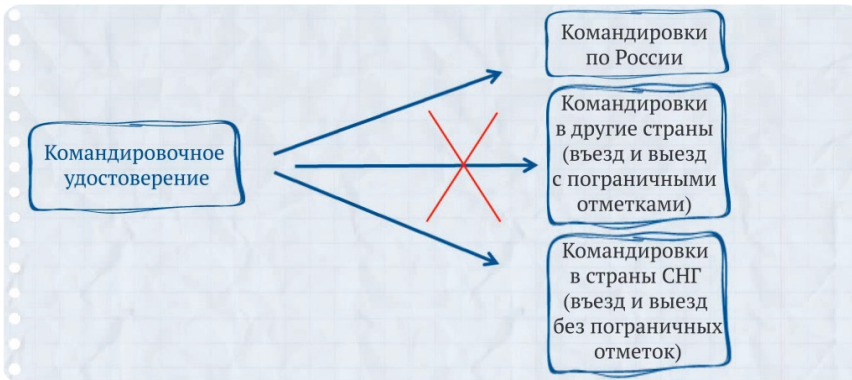 Командировочное
удостоверение
Командировки
по России
Командировки
в другие страны
(въезд и выезд
с пограничными
отметками)
Командировки
в страны СНГ
(въезд и выезд
без пограничных
отметок)